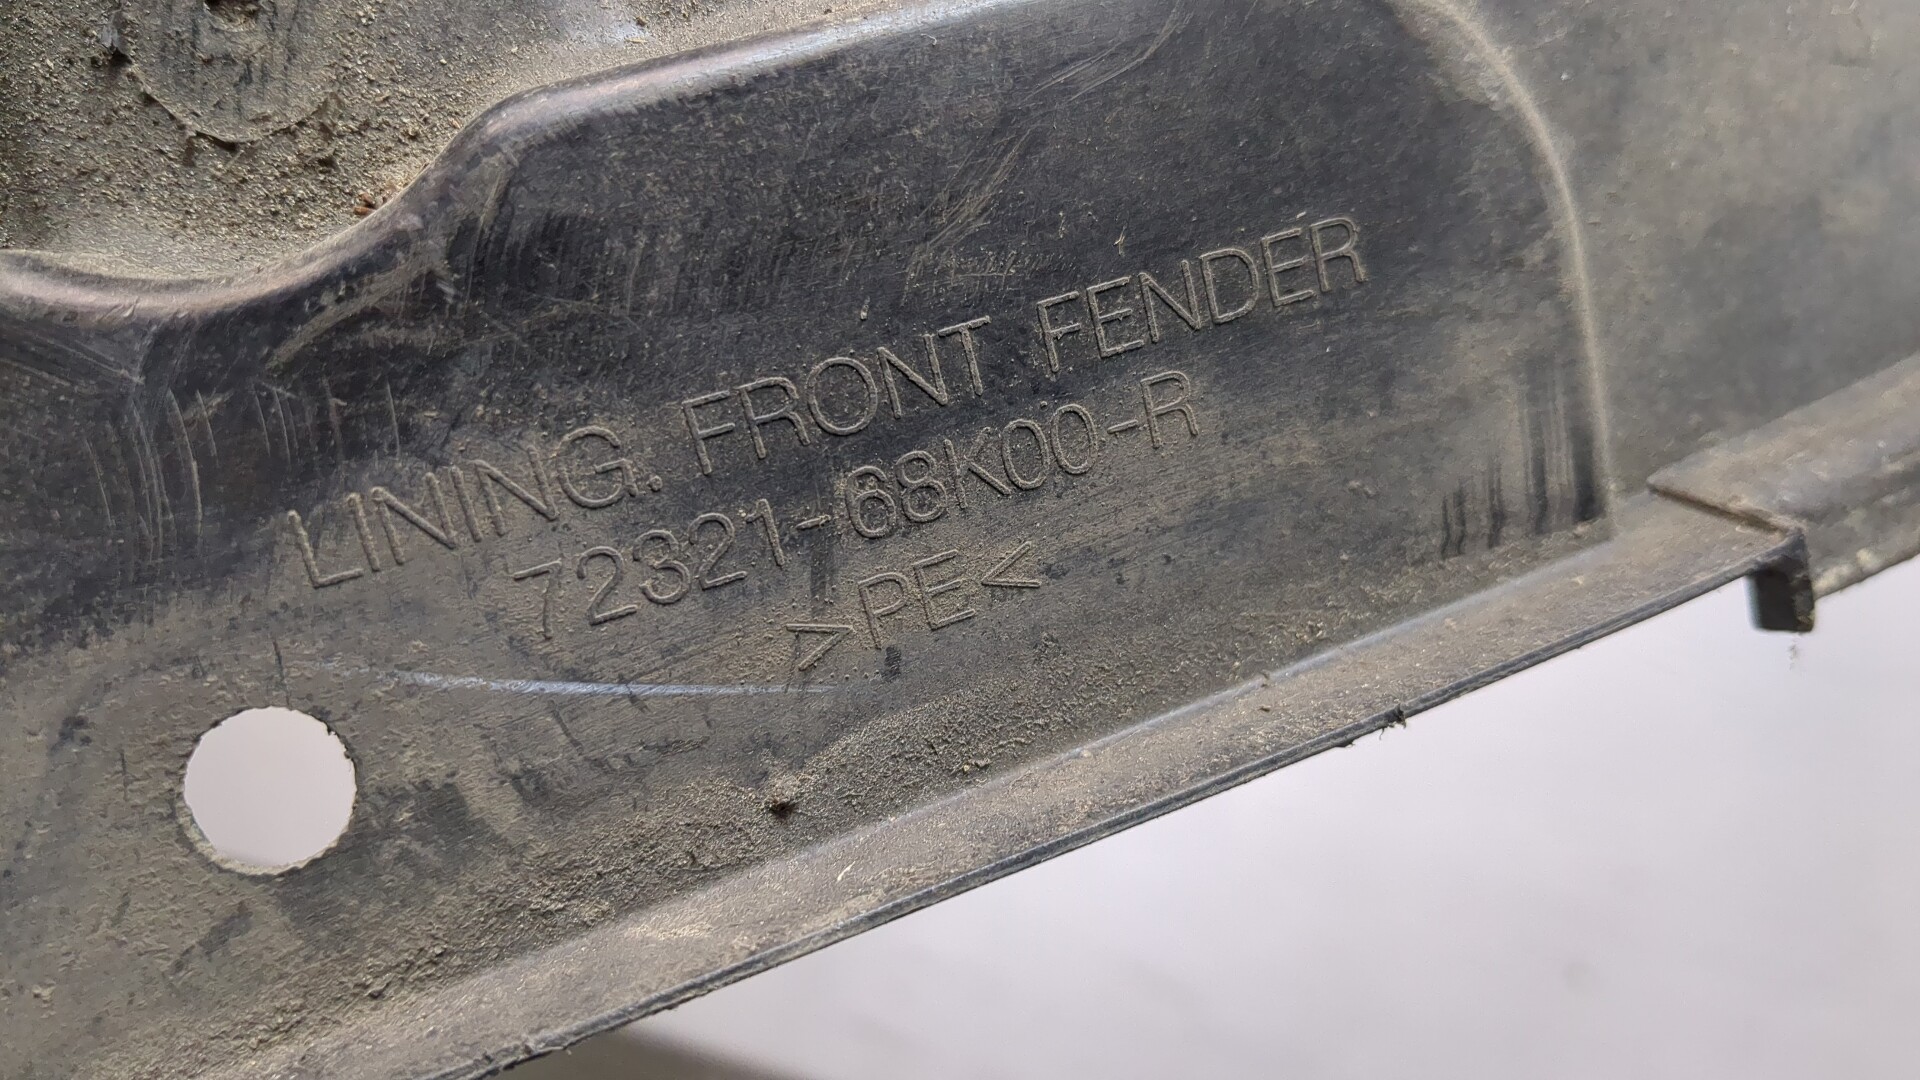 LINING. FRONT FENDER
72321-68K00-R
>PE<